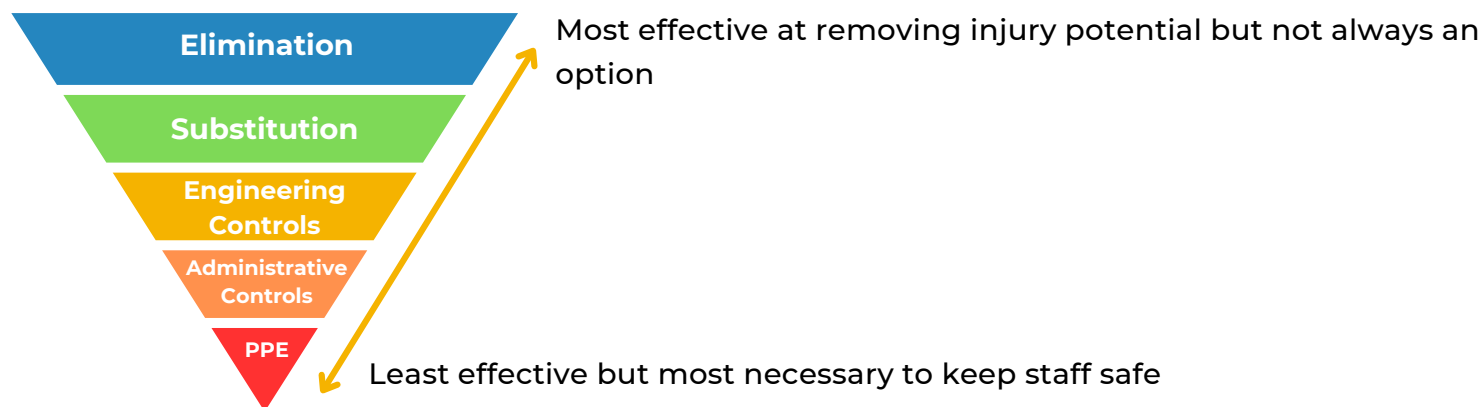 Elimination
Most effective at removing injury potential but not always an
option
Substitution
Engineering
Controls
Administrative
Controls
PPE
Least effective but most necessary to keep staff safe